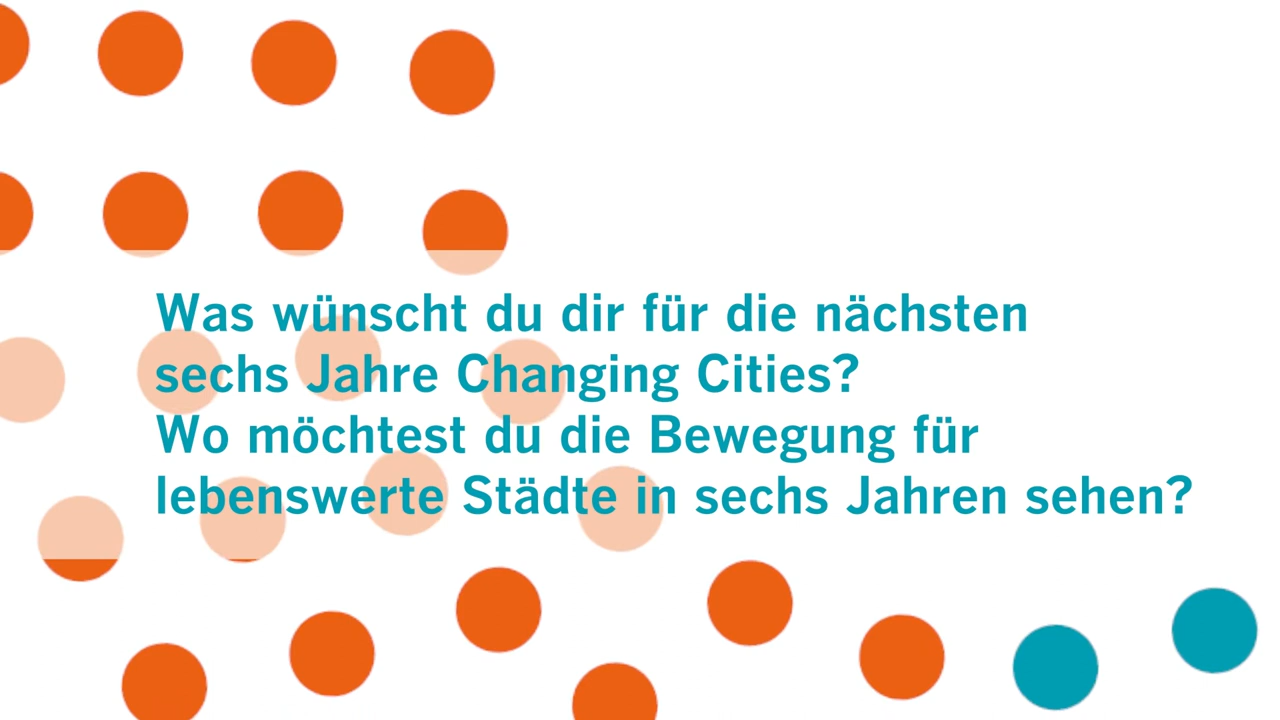 Was wünscht du dir für die nächsten
sechs Jahre Changing Cities?
Wo möchtest du die Bewegung für
lebenswerte Städte in sechs Jahren sehen?